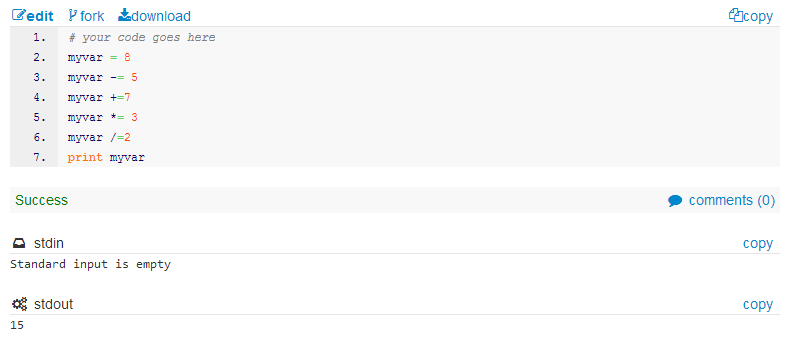 edit fork download copy
1. # your code goes here
2. myvar = 8
3. myvar -= 5
4. myvar +=7
5. myvar *= 3
6. myvar /=2
7. print myvar
Success comments (0)
stdin copy
Standard input is empty
stdout copy
15